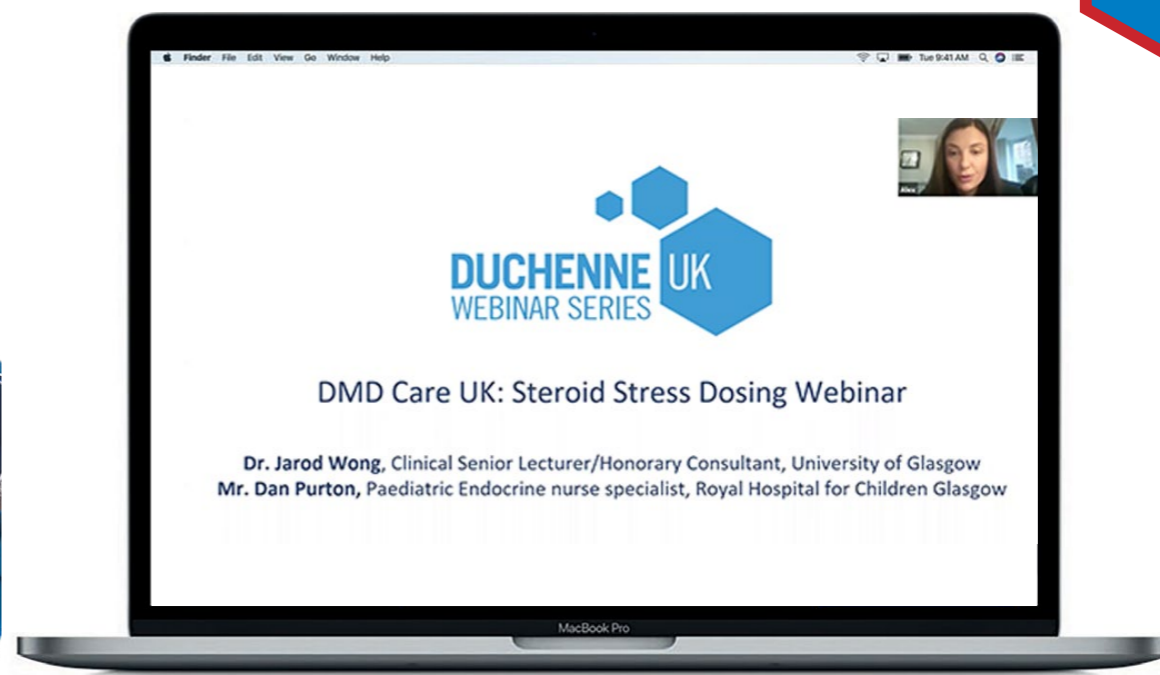 Finder File Edit View Go Window Help
Tue 9:41 AM
Alex
DUCHENNE UK
WEBINAR SERIES
DMD Care UK: Steroid Stress Dosing Webinar
Dr. Jarod Wong, Clinical Senior Lecturer/Honorary Consultant, University of Glasgow
Mr. Dan Purton, Paediatric Endocrine nurse specialist, Royal Hospital for Children Glasgow
MacBook Pro